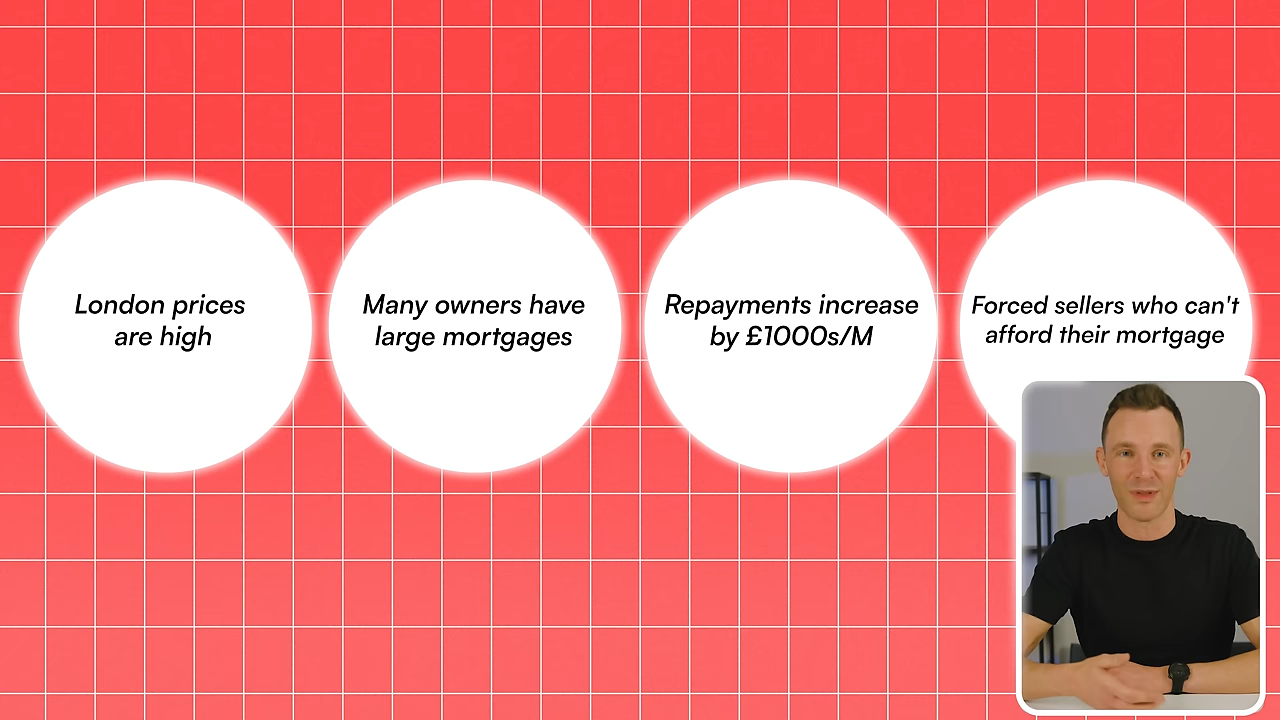 London prices
are high
Many owners have
large mortgages
Repayments increase
by £1000s/M
Forced sellers who can't
afford their mortgage